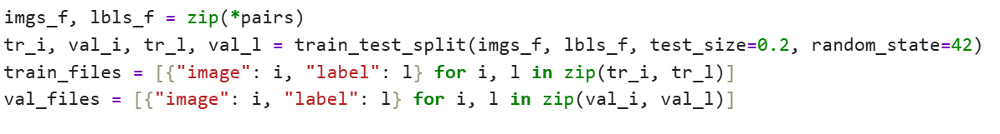 imgs_f, lbls_f = zip(*pairs)
tr_i, val_i, tr_l, val_l = train_test_split(imgs_f, lbls_f, test_size=0.2, random_state=42)
train_files = [{"image": i, "label": l} for i, l in zip(tr_i, tr_l)]
val_files = [{"image": i, "label": l} for i, l in zip(val_i, val_l)]